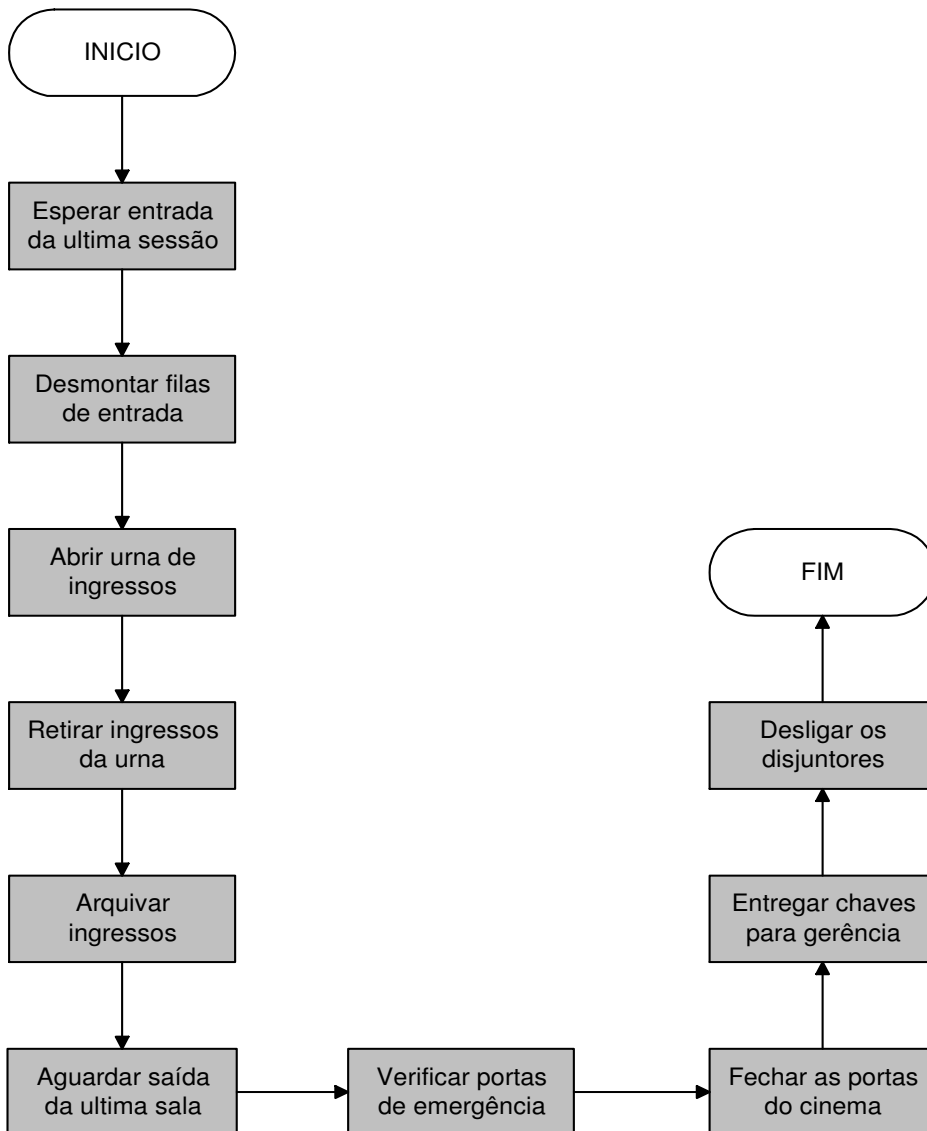 INICIO
Esperar entrada
da ultima sessão
Desmontar filas
de entrada
Abrir urna de
ingressos
Retirar ingressos
da urna
Arquivar
ingressos
Aguardar saída
da ultima sala
Verificar portas
de emergência
Fechar as portas
do cinema
Entregar chaves
para gerência
Desligar os
disjuntores
FIM